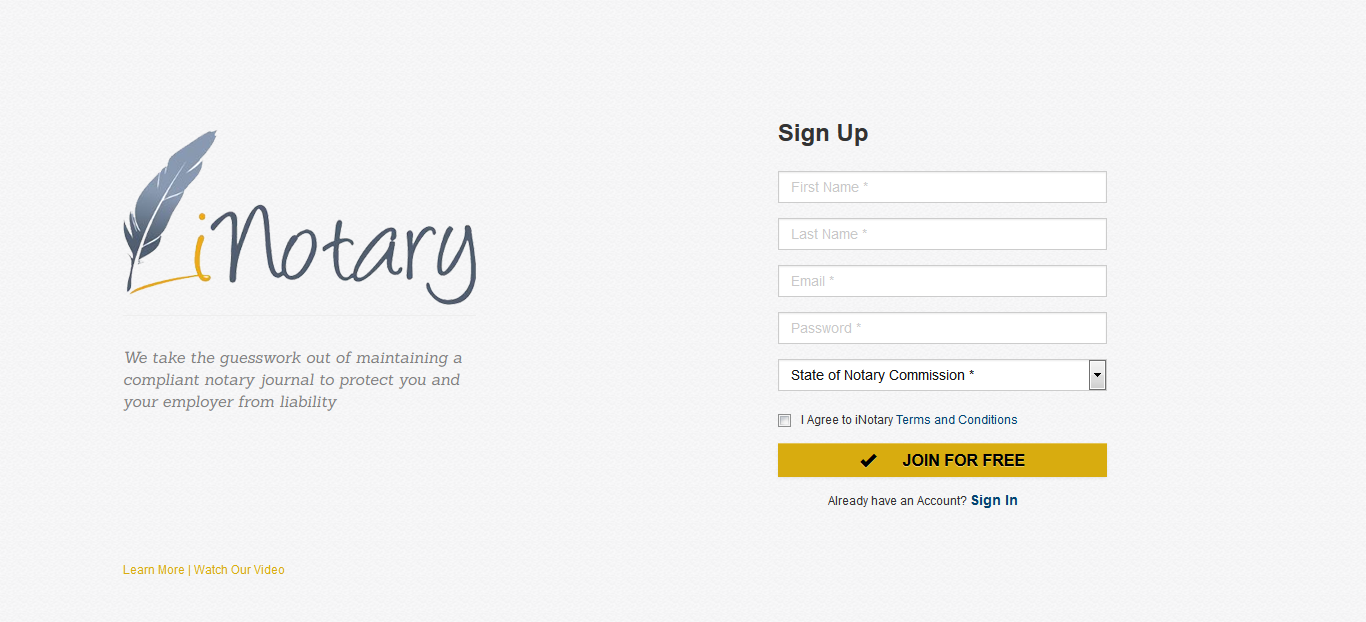 iNotary
We take the guesswork out of maintaining a
compliant notary journal to protect you and
your employer from liability
Learn More | Watch Our Video
Sign Up
First Name *
Last Name *
Email *
Password *
State of Notary Commission *
I Agree to iNotary Terms and Conditions
JOIN FOR FREE
Already have an Account? Sign In